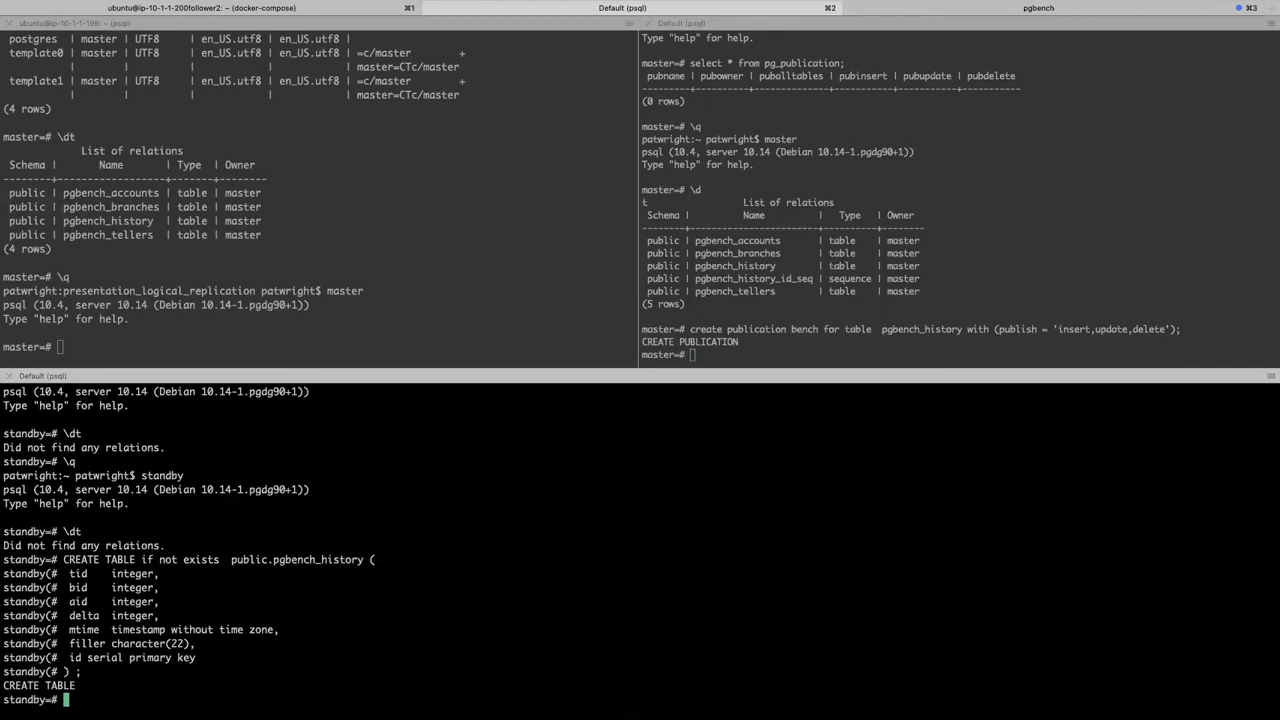 ubuntu@ip-10-1-1-200follower2: ~ (docker-compose) ⌘1
Default (psql) ⌘2
pgbench ⌘3
ubuntu@ip-10-1-1-199: ~ (psql)
postgres | master | UTF8 | en_US.utf8 | en_US.utf8 |
template0 | master | UTF8 | en_US.utf8 | en_US.utf8 | =c/master +
| | | | | master=CTc/master
template1 | master | UTF8 | en_US.utf8 | en_US.utf8 | =c/master +
| | | | | master=CTc/master
(4 rows)
master=# \dt
List of relations
Schema | Name | Type | Owner
--------+------------------+-------+--------
public | pgbench_accounts | table | master
public | pgbench_branches | table | master
public | pgbench_history | table | master
public | pgbench_tellers | table | master
(4 rows)
master=# \q
patwright:presentation_logical_replication patwright$ master
psql (10.4, server 10.14 (Debian 10.14-1.pgdg90+1))
Type "help" for help.
master=#
Default (psql)
Type "help" for help.
master=# select * from pg_publication;
pubname | pubowner | puballtables | pubinsert | pubupdate | pubdelete
---------+----------+--------------+-----------+-----------+-----------
(0 rows)
master=# \q
patwright:~ patwright$ master
psql (10.4, server 10.14 (Debian 10.14-1.pgdg90+1))
Type "help" for help.
master=# \d
t List of relations
Schema | Name | Type | Owner
--------+------------------------+----------+--------
public | pgbench_accounts | table | master
public | pgbench_branches | table | master
public | pgbench_history | table | master
public | pgbench_history_id_seq | sequence | master
public | pgbench_tellers | table | master
(5 rows)
master=# create publication bench for table pgbench_history with (publish = 'insert,update,delete');
CREATE PUBLICATION
master=#
Default (psql)
psql (10.4, server 10.14 (Debian 10.14-1.pgdg90+1))
Type "help" for help.
standby=# \dt
Did not find any relations.
standby=# \q
patwright:~ patwright$ standby
psql (10.4, server 10.14 (Debian 10.14-1.pgdg90+1))
Type "help" for help.
standby=# \dt
Did not find any relations.
standby=# CREATE TABLE if not exists public.pgbench_history (
standby(# tid integer,
standby(# bid integer,
standby(# aid integer,
standby(# delta integer,
standby(# mtime timestamp without time zone,
standby(# filler character(22),
standby(# id serial primary key
standby(# ) ;
CREATE TABLE
standby=#